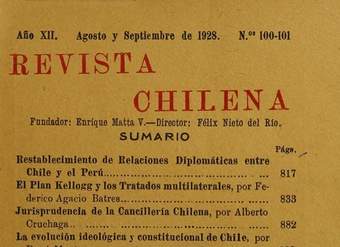 Año XII. Agosto y Septiembre de 1928. N.os 100-101
REVISTA
CHILENA
Fundador: Enrique Matta V.—Director: Félix Nieto del Río.
SUMARIO
Págs.
Restablecimiento de Relaciones Diplomáticas entre
Chile y el Perú........................................ 817
El Plan Kellogg y los Tratados multilaterales, por Fe-
derico Agacio Batres.................................. 833
Jurisprudencia de la Cancillería Chilena, por Alberto
Cruchaga............................................... 882
La evolución ideológica y constitucional de Chile, por